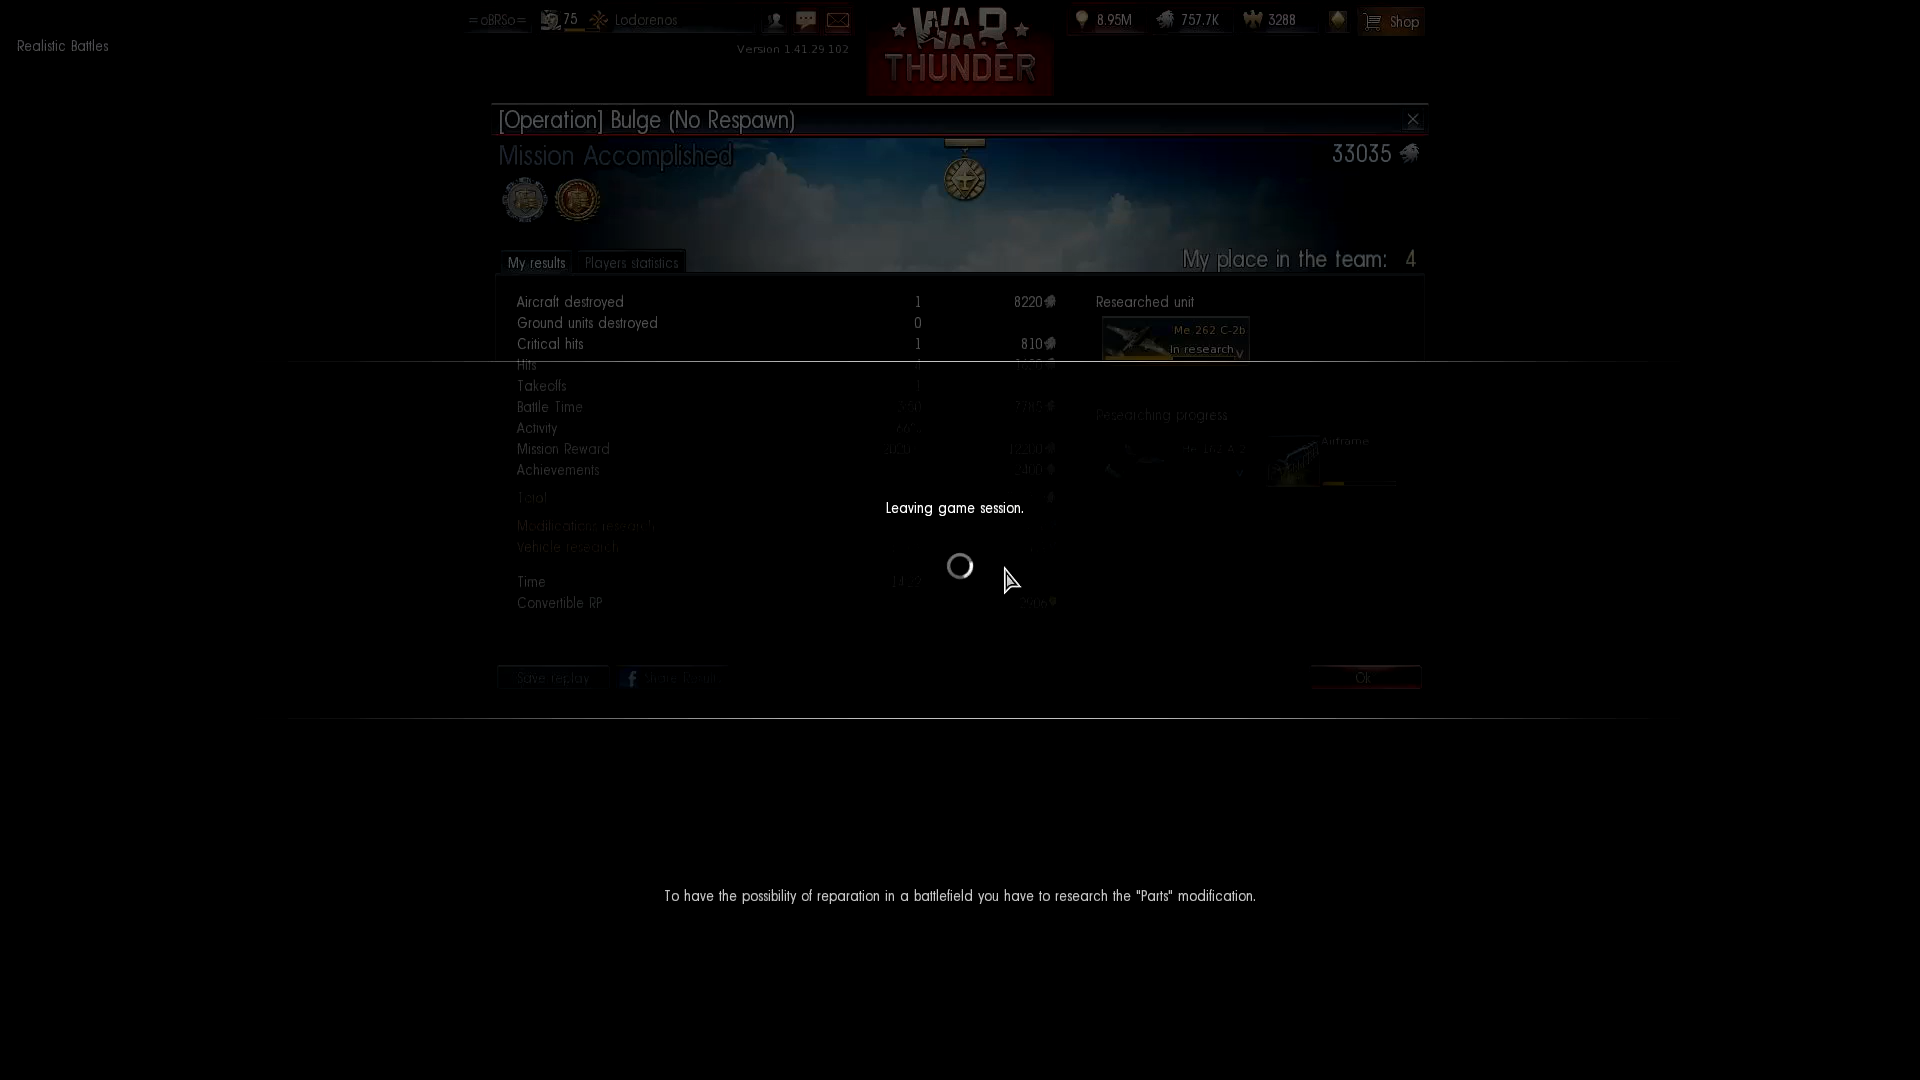 =oBRSo= 75 Lodorenos
WAR THUNDER
8.95M 757.7K 3288 Shop
Realistic Battles
Version 1.41.29.102
[Operation] Bulge (No Respawn)
Mission Accomplished
33035
My results Players statistics
My place in the team: 4
Aircraft destroyed 1 8220
Ground units destroyed 0
Critical hits 1 810
Hits
Takeoffs 1
Battle Time
Activity
Mission Reward
Achievements
Total
Modifications research
Vehicle research
Time
Convertible RP
Researched unit
Me 262 C-2b
In research
V
Researching progress
Airframe
Leaving game session.
Save replay
Ok
To have the possibility of reparation in a battlefield you have to research the "Parts" modification.